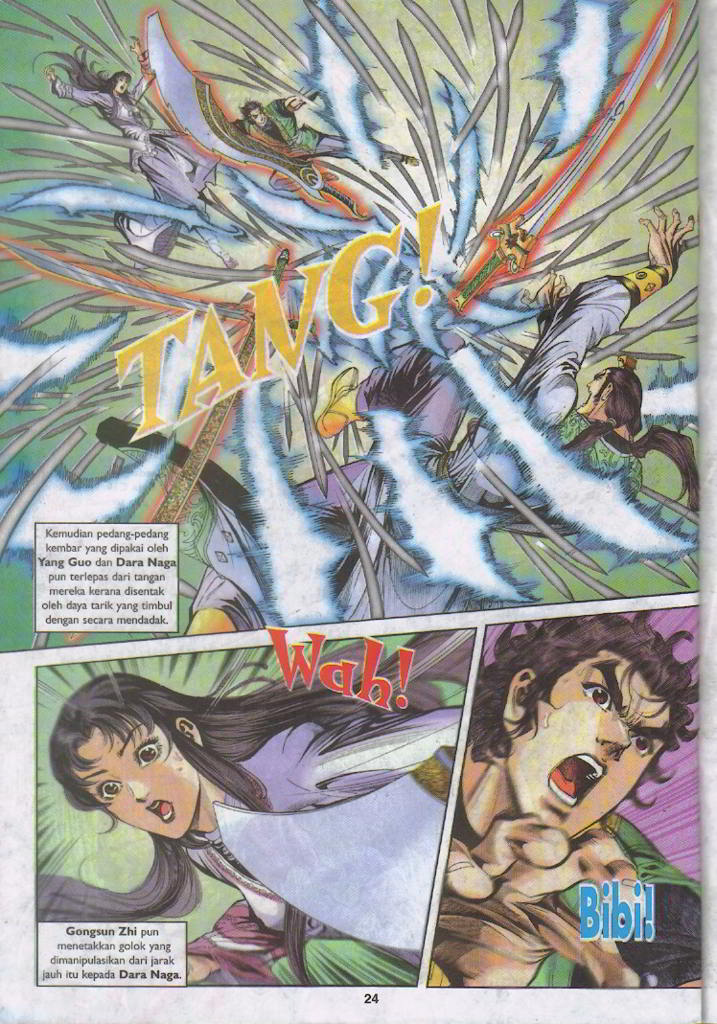 TANG!
Kemudian pedang-pedang
kembar yang dipakai oleh
Yang Guo dan Dara Naga
pun terlepas dari tangan
mereka kerana disentak
oleh daya tarik yang timbul
dengan secara mendadak.
Wah!
Gongsun Zhi pun
menetakkan golok yang
dimanipulasikan dari jarak
jauh itu kepada Dara Naga.
Bibi!
24